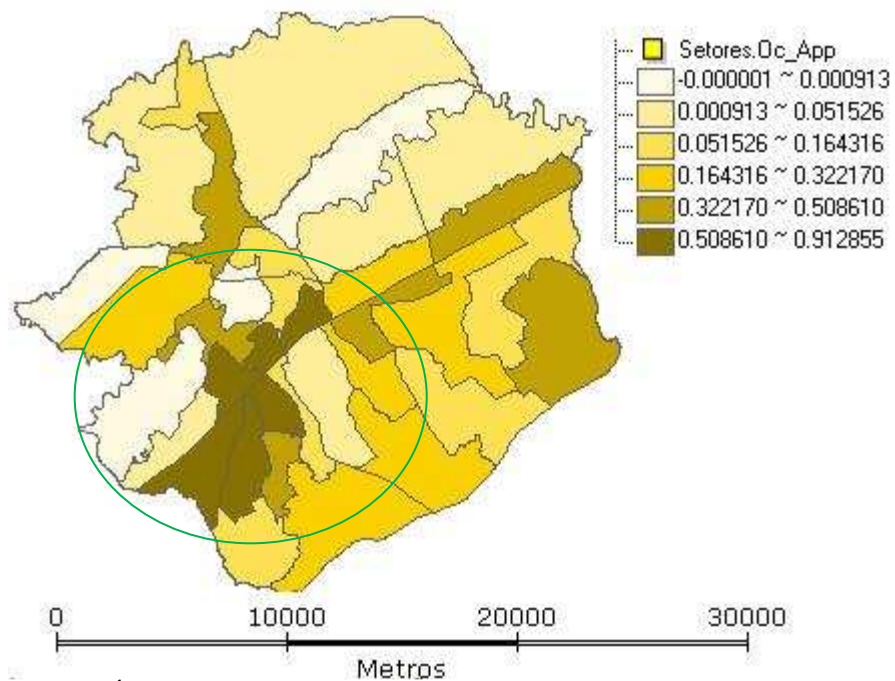 Setores.Oc_App
-0.000001 ~ 0.000913
0.000913 ~ 0.051526
0.051526 ~ 0.164316
0.164316 ~ 0.322170
0.322170 ~ 0.508610
0.508610 ~ 0.912855
0 10000 20000 30000
Metros